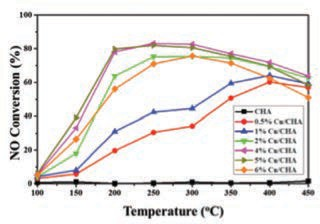 100
80
60
40
20
0
NO Conversion (%)
CHA
0.5% Cu/CHA
1% Cu/CHA
2% Cu/CHA
4% Cu/CHA
5% Cu/CHA
6% Cu/CHA
100 150 200 250 300 350 400 450
Temperature (°C)